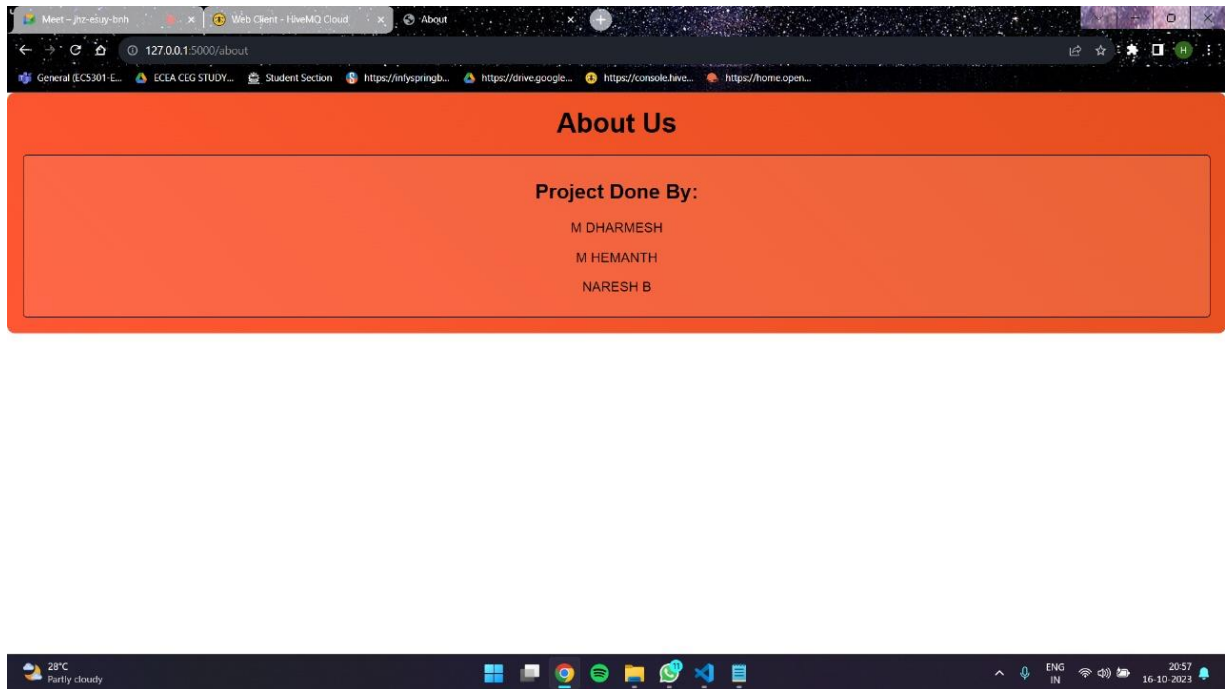 Meet – jhz-esuy-bnh
Web Client - HiveMQ Cloud
About
127.0.0.1:5000/about
General (EC5301-E...
ECEA CEG STUDY...
Student Section
https://infyspringb...
https://drive.google...
https://console.hive...
https://home.open...
H
About Us
Project Done By:
M DHARMESH
M HEMANTH
NARESH B
28°C
Partly cloudy
11
ENG
IN
20:57
16-10-2023